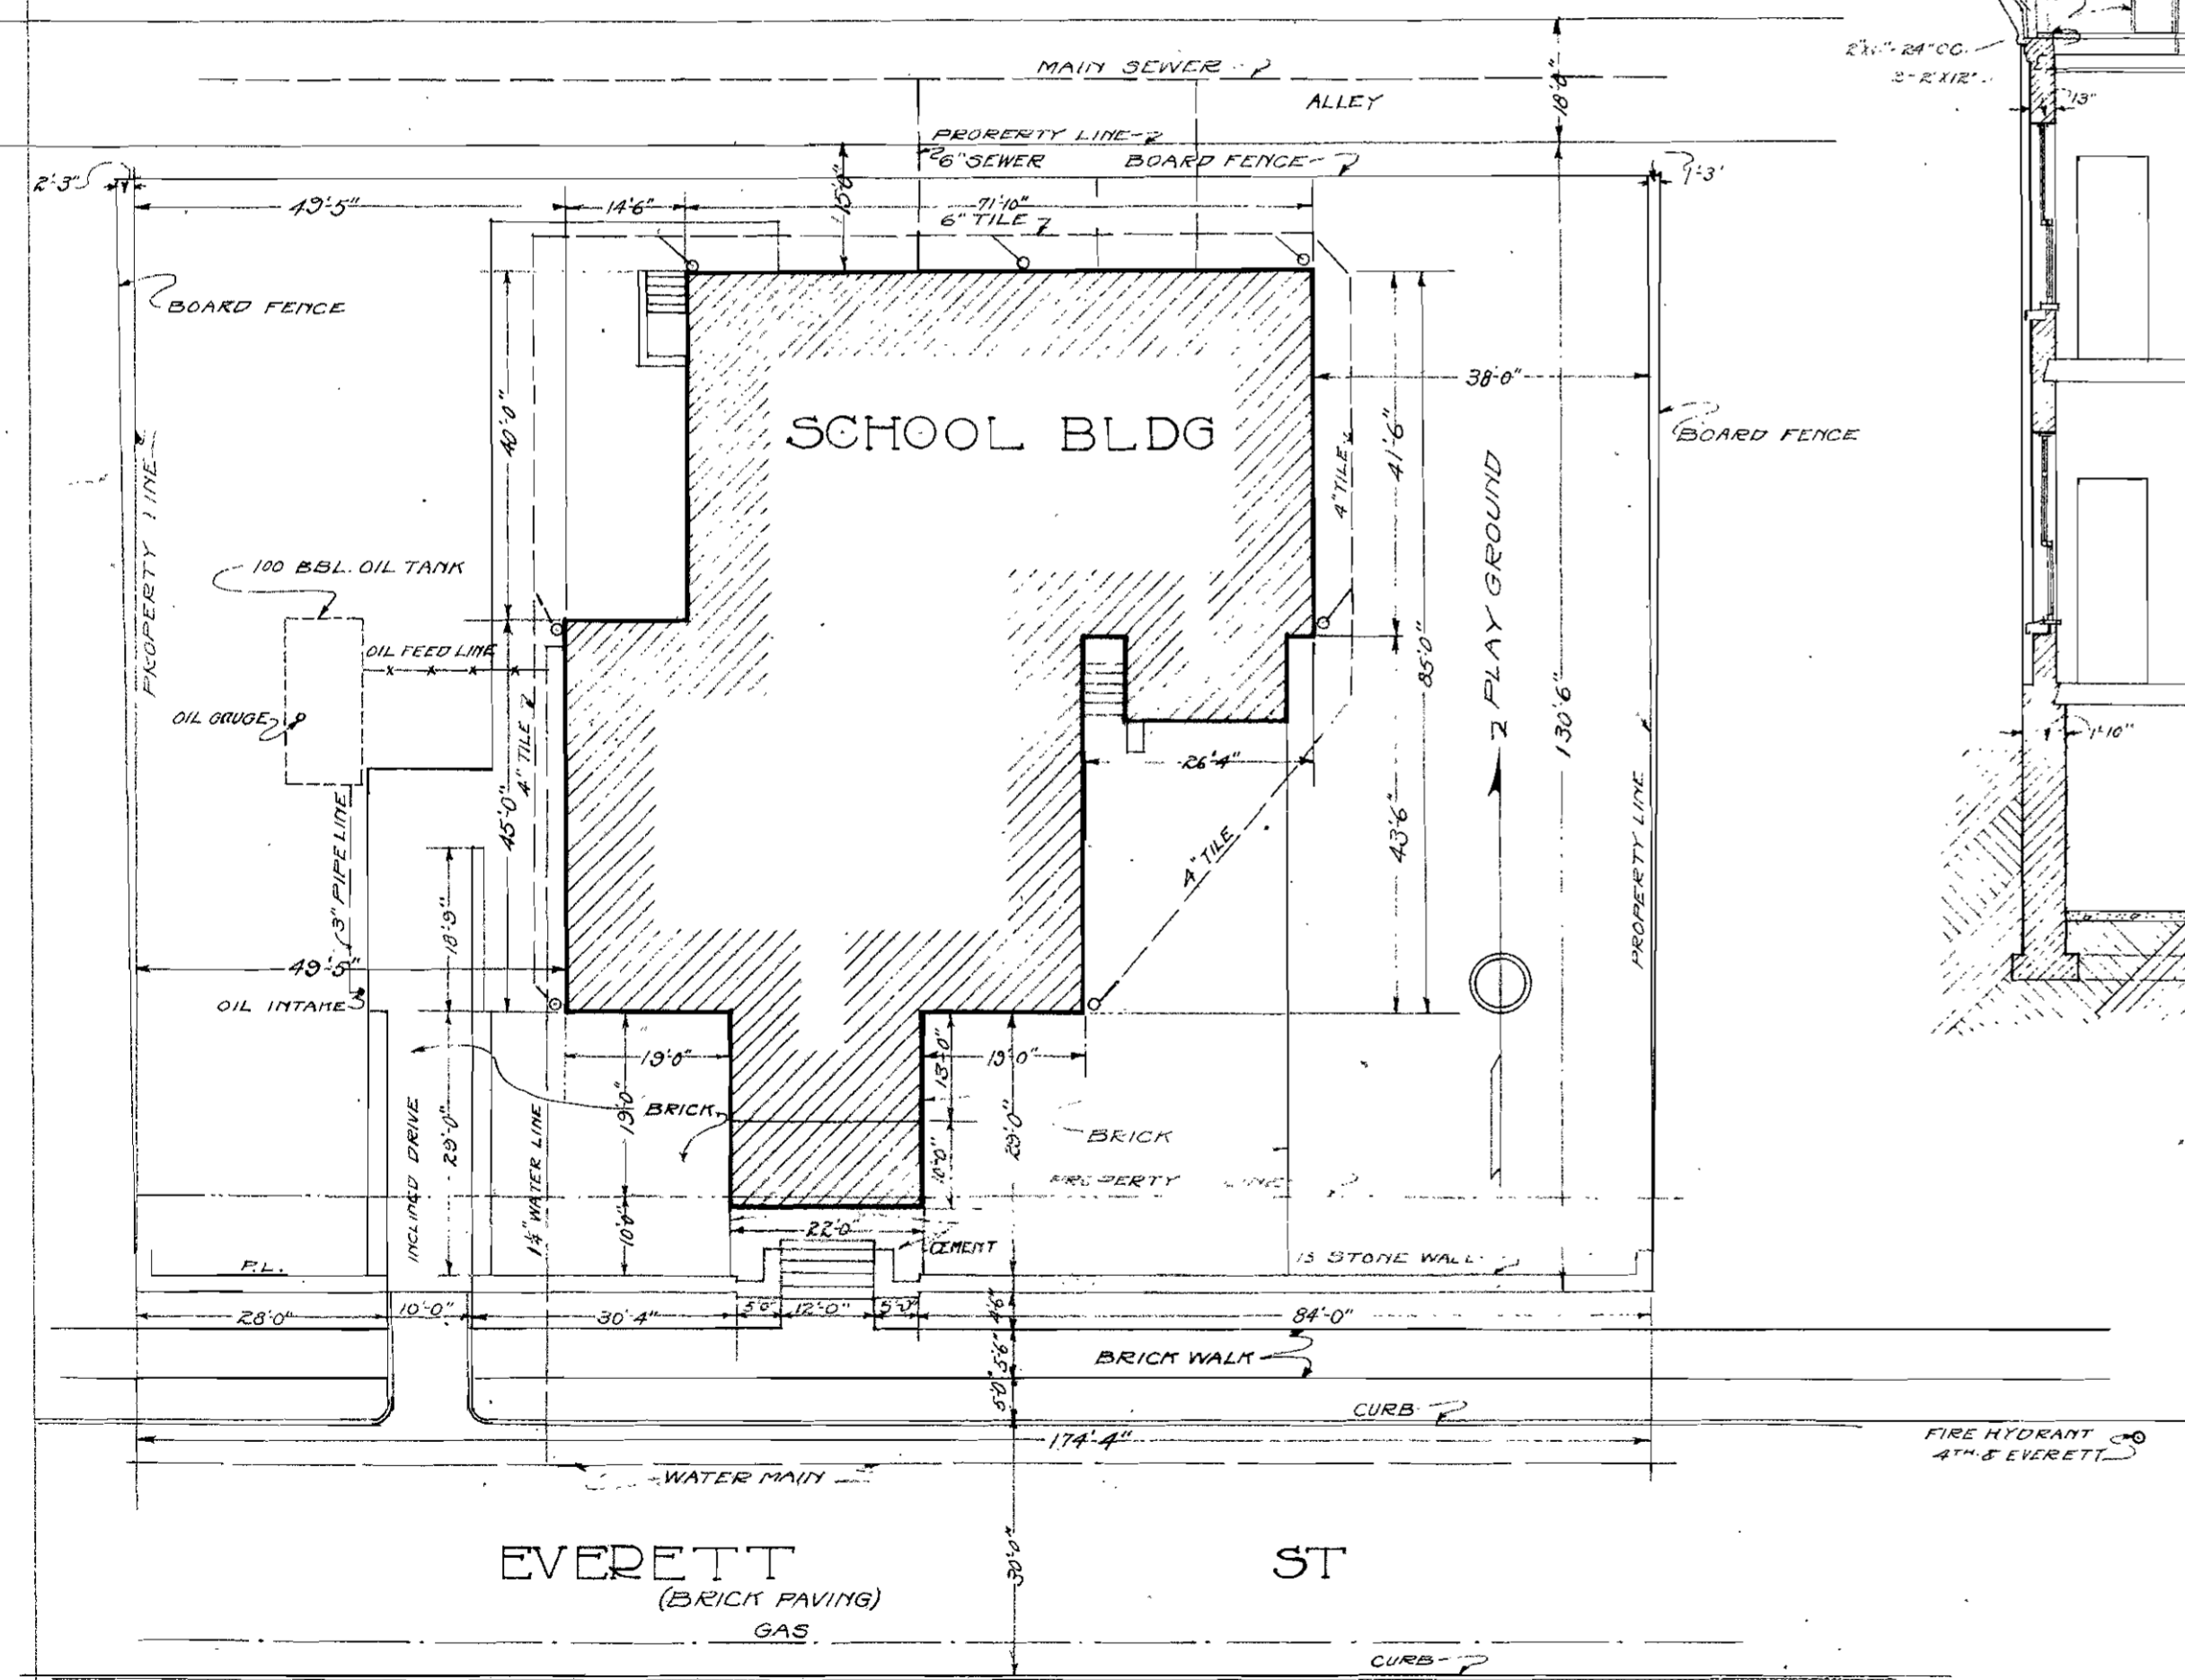 MAIN SEWER
ALLEY
18'-0"
2-2"X12"
13"
PRORERTY LINE
6" SEWER
BOARD FENCE
2'-3"
1'-3'
49'-5"
14'6"
15'0"
71'-10"
6" TILE
BOARD FENCE
40'-0"
SCHOOL BLDG
38'-0"
41'-6"
4" TILE
BOARD FENCE
PLAY GROUND
PROPERTY LINE
100 BBL. OIL TANK
OIL FEED LINE
OIL GAUGE
4" TILE
45'-0"
85'-0"
130'6"
26'-4"
1'-10"
3" PIPE LINE
18'-9"
4" TILE
43'-6"
PROPERTY LINE
49'-5"
OIL INTAKE
19'0"
19'-0"
13'-0"
INCLINED DRIVE
29'-0"
1¼" WATER LINE
19'0"
BRICK
10'-0"
29'-0"
BRICK
PROPERTY LINE
10'0"
22'0"
CEMENT
STONE WALL
P.L.
28'0"
10'-0"
30'4"
5'0"
12'-0"
5'-0"
4'6"
84'-0"
5'6"
BRICK WALK
5'0"
CURB
174'-4"
WATER MAIN
FIRE HYDRANT
4TH & EVERETT
30'0"
EVERETT ST
(BRICK PAVING)
GAS
CURB